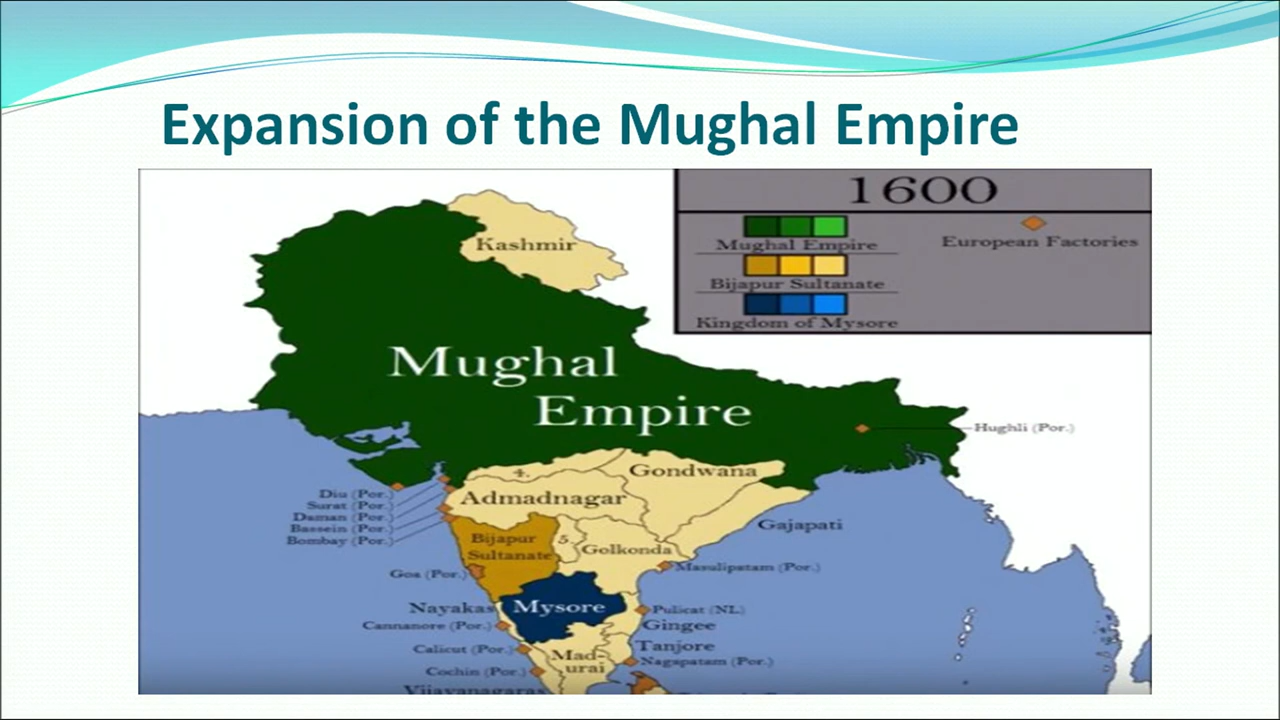 Expansion of the Mughal Empire
1600
Mughal Empire
European Factories
Bijapur Sultanate
Kingdom of Mysore
Kashmir
Mughal
Empire
Hughli (Por.)
4.
Gondwana
Admadnagar
Diu (Por.)
Surat (Por.)
Daman (Por.)
Bassein (Por.)
Bombay (Por.)
Gajapati
Bijapur
Sultanate
5.
Golkonda
Goa (Por.)
Masulipatam (Por.)
Nayakas
Mysore
Pulicat (NL)
Cannanore (Por.)
Gingee
Calicut (Por.)
Tanjore
Mad-
urai
Nagapatam (Por.)
Cochin (Por.)
Vijayanagaras